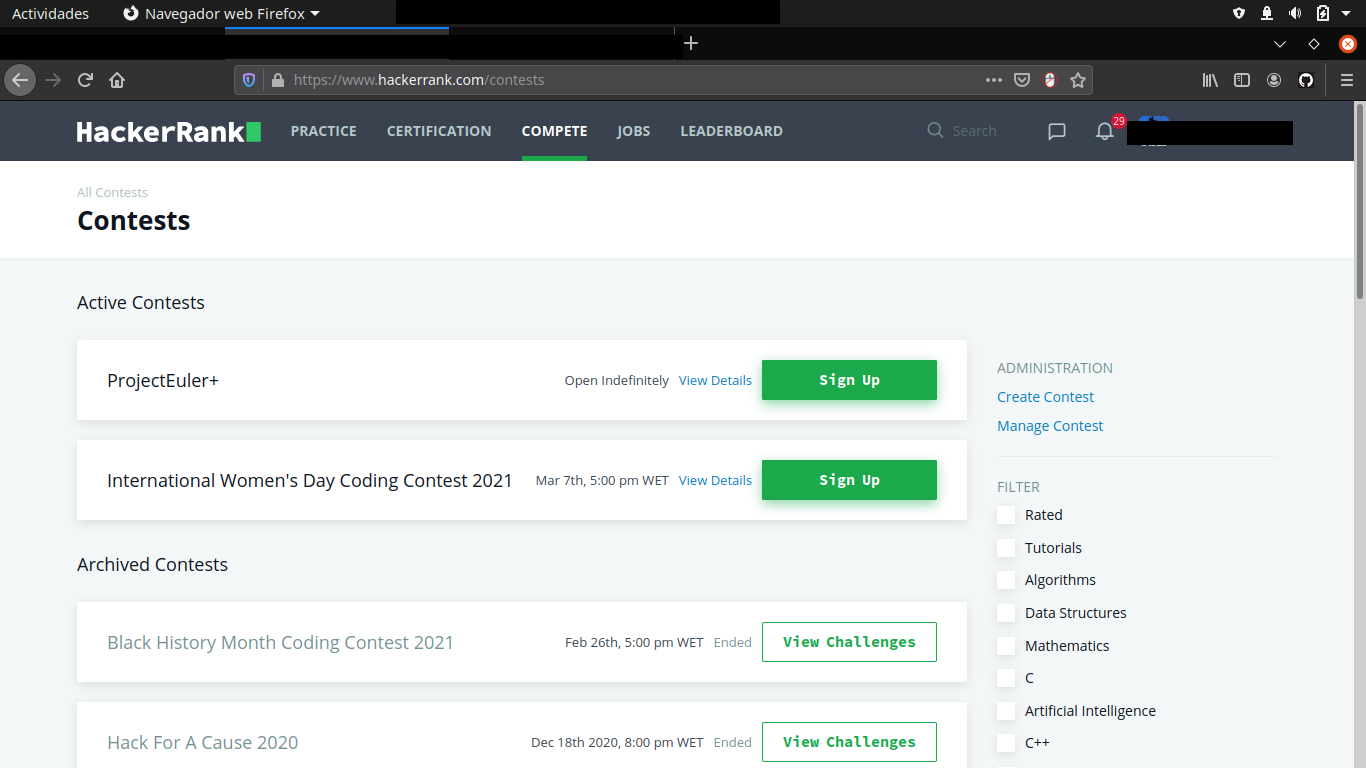 Actividades Navegador web Firefox
https://www.hackerrank.com/contests
HackerRank PRACTICE CERTIFICATION COMPETE JOBS LEADERBOARD Search 29
All Contests
Contests
Active Contests
ProjectEuler+ Open Indefinitely View Details Sign Up
International Women's Day Coding Contest 2021 Mar 7th, 5:00 pm WET View Details Sign Up
Archived Contests
Black History Month Coding Contest 2021 Feb 26th, 5:00 pm WET Ended View Challenges
Hack For A Cause 2020 Dec 18th 2020, 8:00 pm WET Ended View Challenges
ADMINISTRATION
Create Contest
Manage Contest
FILTER
Rated
Tutorials
Algorithms
Data Structures
Mathematics
C
Artificial Intelligence
C++